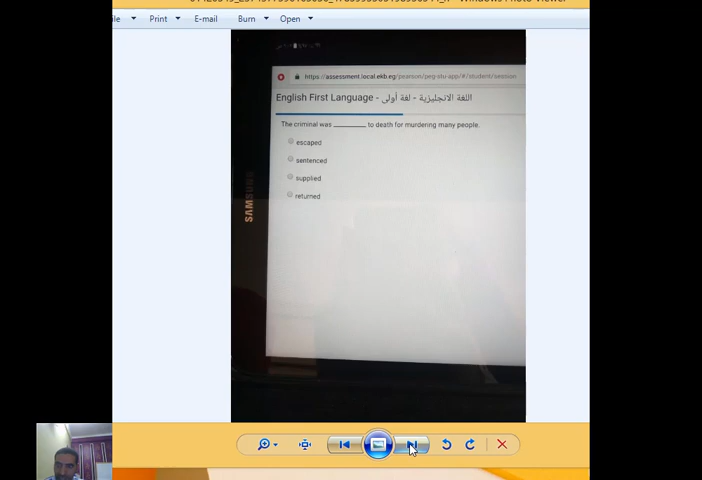 Print
E-mail
Burn
Open
https://assessment.local.ekb.eg/pearson/peg-stu-app/#/student/session
English First Language - اللغة الانجليزية - لغة أولى
The criminal was ________ to death for murdering many people.
escaped
sentenced
supplied
returned
SAMSUNG